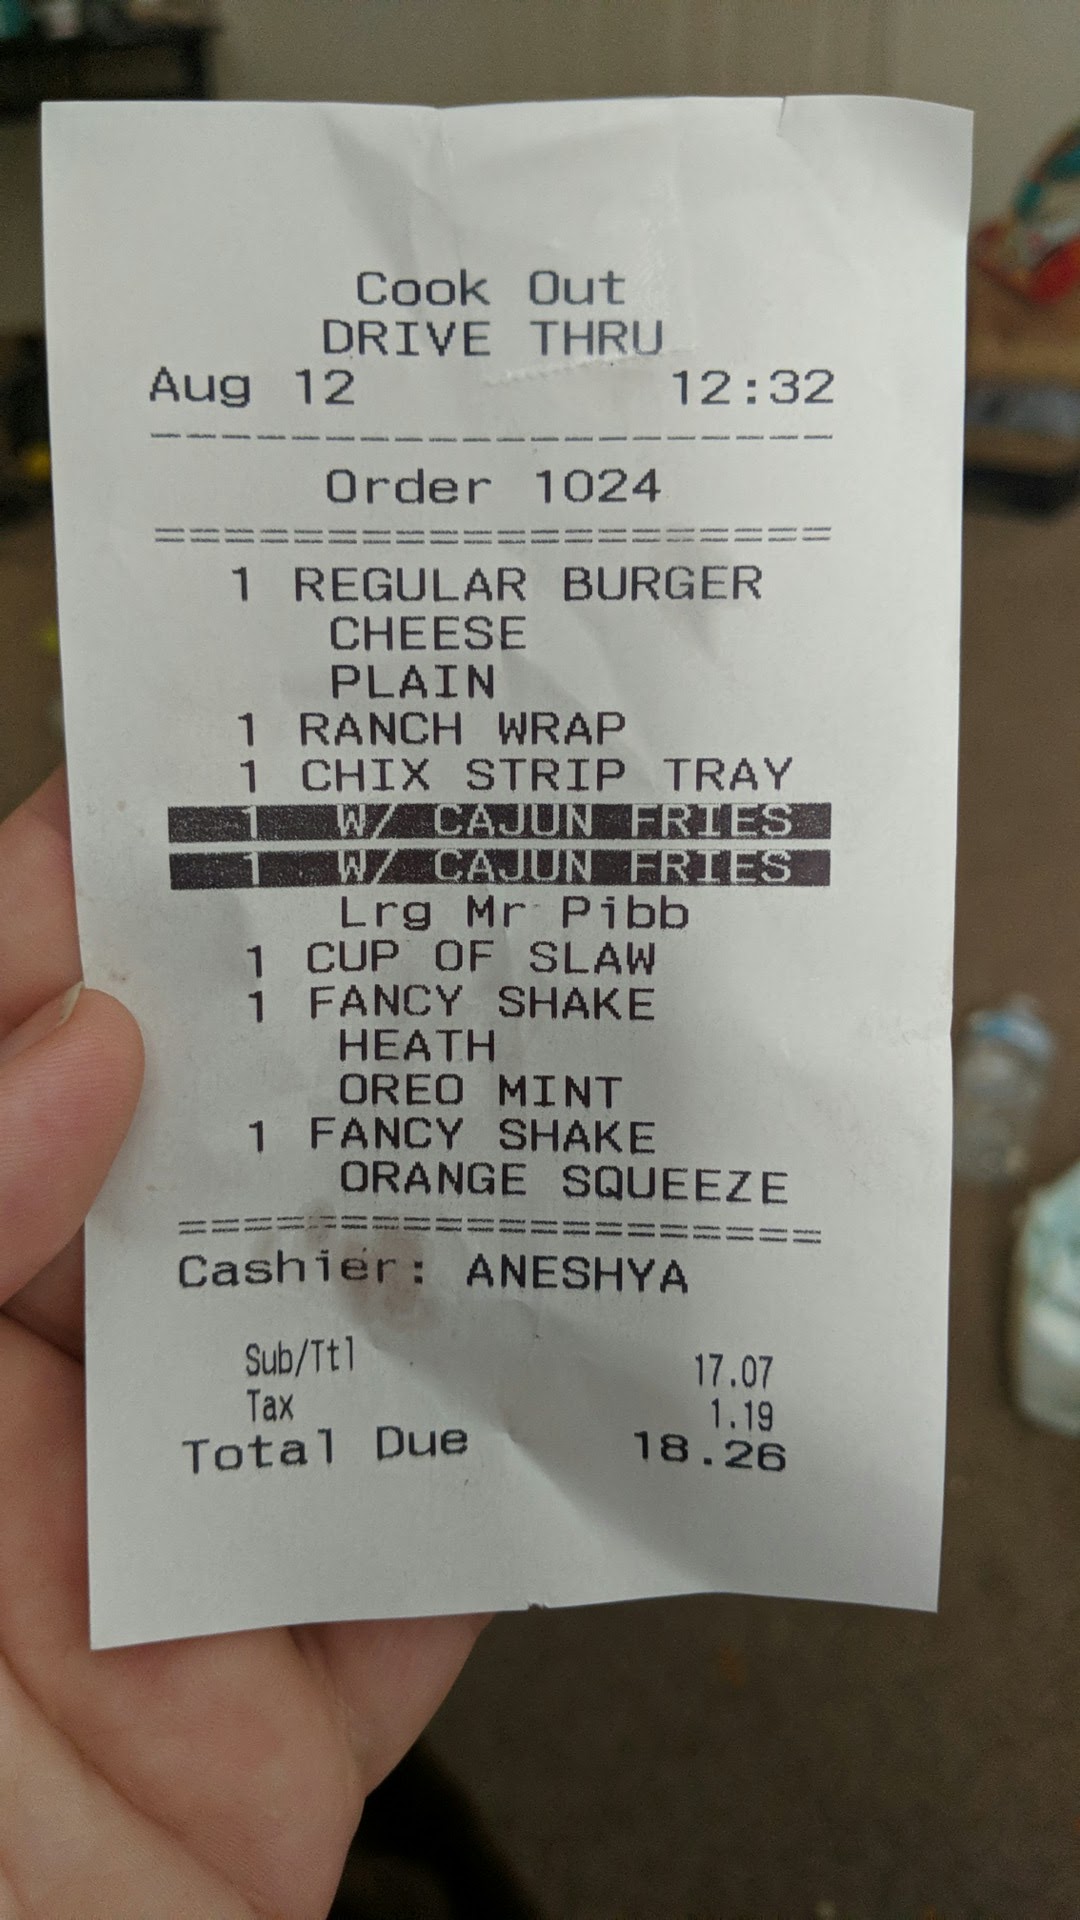 Cook Out
DRIVE THRU
Aug 12 12:32
--------------------
Order 1024
====================
1 REGULAR BURGER
CHEESE
PLAIN
1 RANCH WRAP
1 CHIX STRIP TRAY
1 W/ CAJUN FRIES
1 W/ CAJUN FRIES
Lrg Mr Pibb
1 CUP OF SLAW
1 FANCY SHAKE
HEATH
OREO MINT
1 FANCY SHAKE
ORANGE SQUEEZE
====================
Cashier: ANESHYA
Sub/Ttl 17.07
Tax 1.19
Total Due 18.26